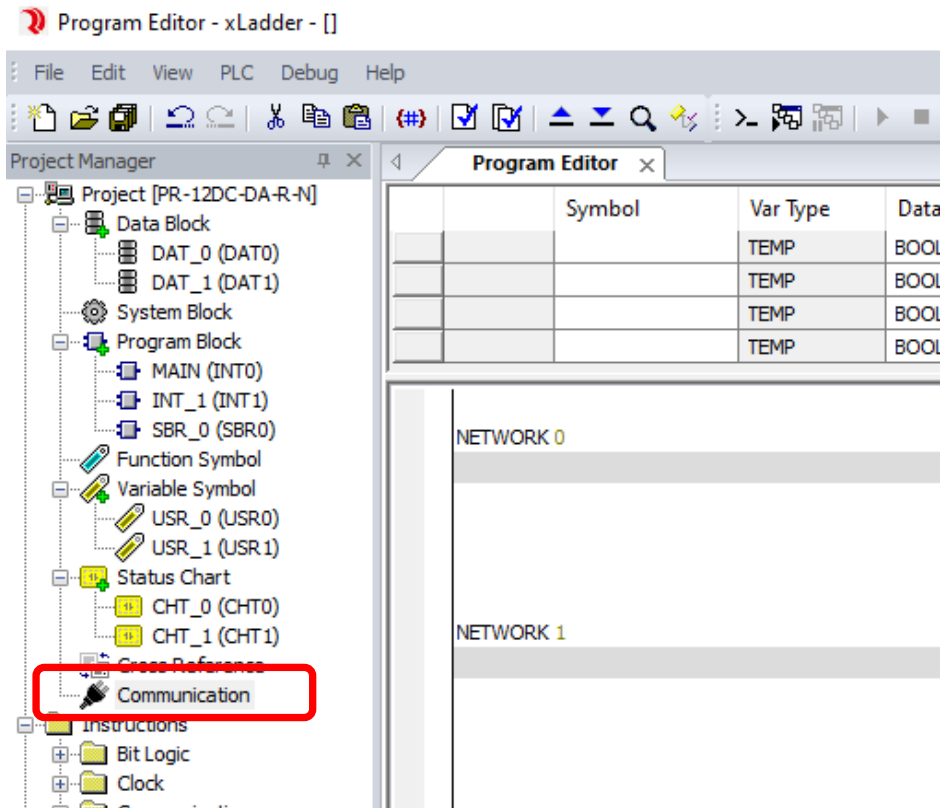 Program Editor - xLadder - []
File Edit View PLC Debug Help
Project Manager
Program Editor
Project [PR-12DC-DA-R-N]
Data Block
DAT_0 (DAT0)
DAT_1 (DAT1)
System Block
Program Block
MAIN (INT0)
INT_1 (INT1)
SBR_0 (SBR0)
Function Symbol
Variable Symbol
USR_0 (USR0)
USR_1 (USR1)
Status Chart
CHT_0 (CHT0)
CHT_1 (CHT1)
Cross Reference
Communication
Instructions
Bit Logic
Clock
Symbol Var Type Data
TEMP BOOL
TEMP BOOL
TEMP BOOL
TEMP BOOL
NETWORK 0
NETWORK 1